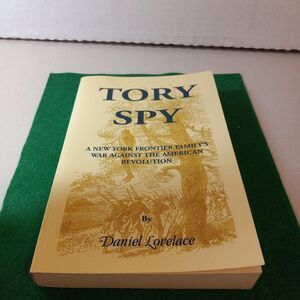 TORY
SPY
A NEW YORK FRONTIER FAMILY'S
WAR AGAINST THE AMERICAN
REVOLUTION
By
Daniel Lovelace